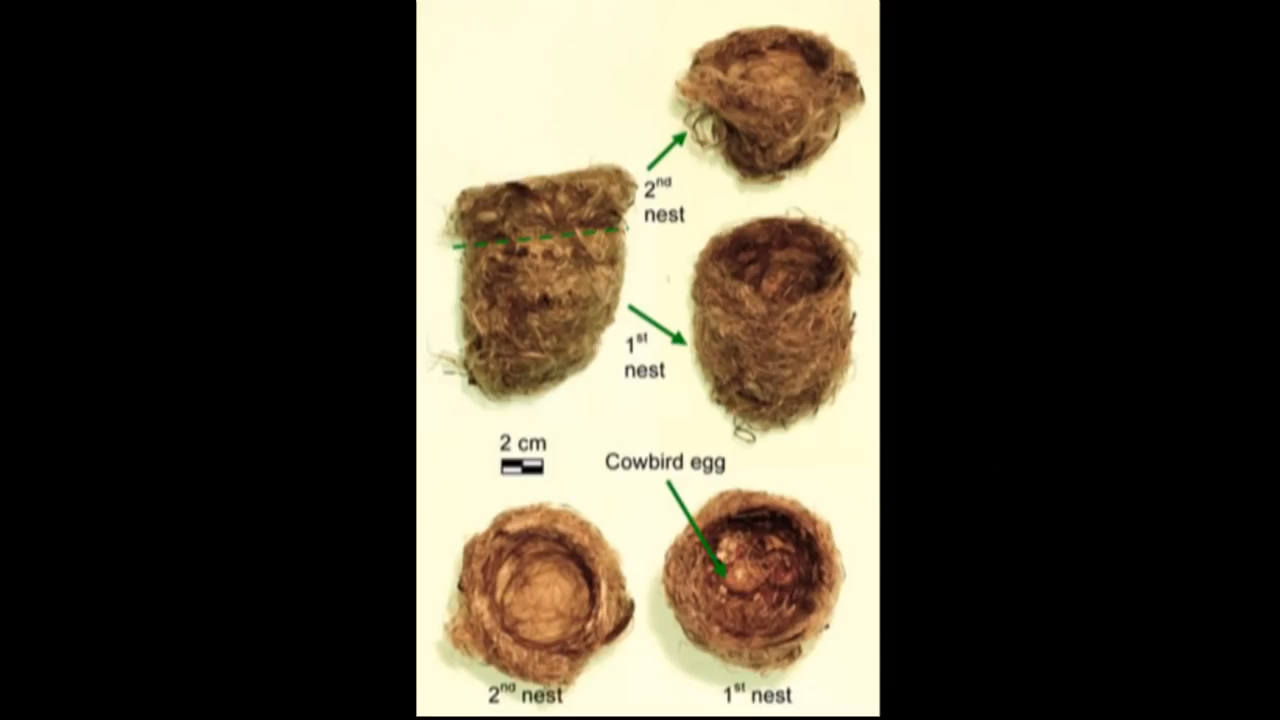 2nd
nest
1st
nest
2 cm
Cowbird egg
2nd nest
1st nest